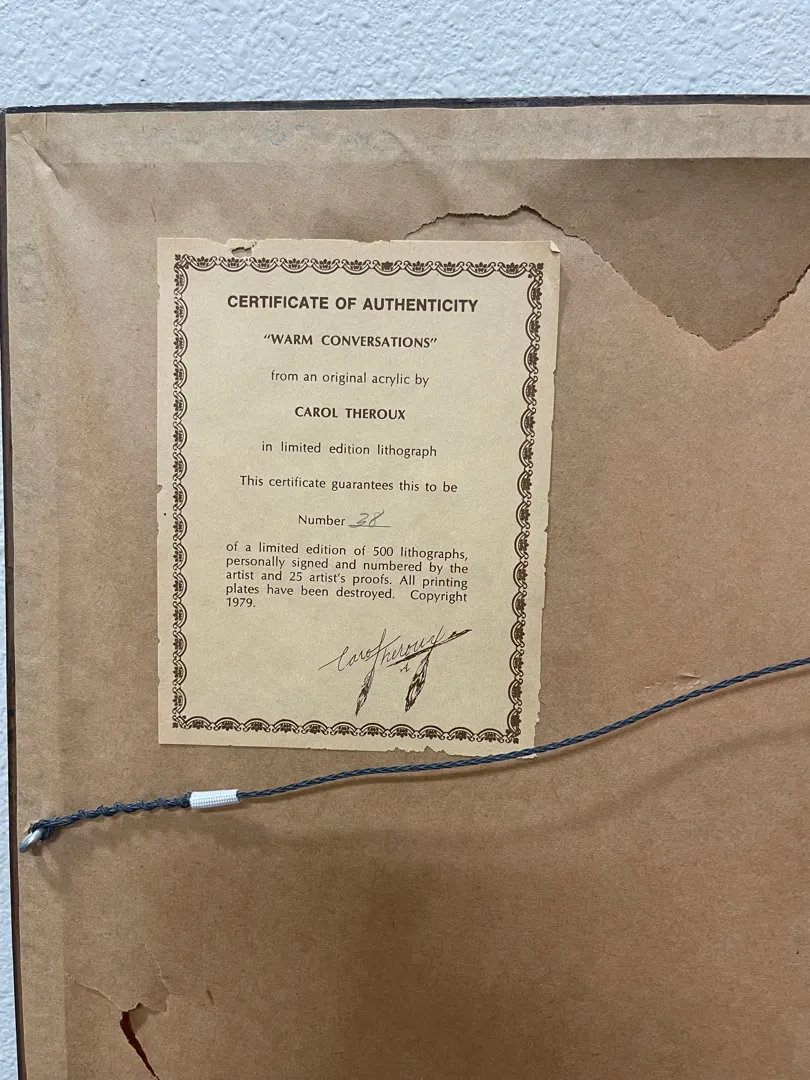 CERTIFICATE OF AUTHENTICITY
“WARM CONVERSATIONS”
from an original acrylic by
CAROL THEROUX
in limited edition lithograph
This certificate guarantees this to be
Number 38
of a limited edition of 500 lithographs,
personally signed and numbered by the
artist and 25 artist's proofs. All printing
plates have been destroyed. Copyright
1979.
Carol Theroux